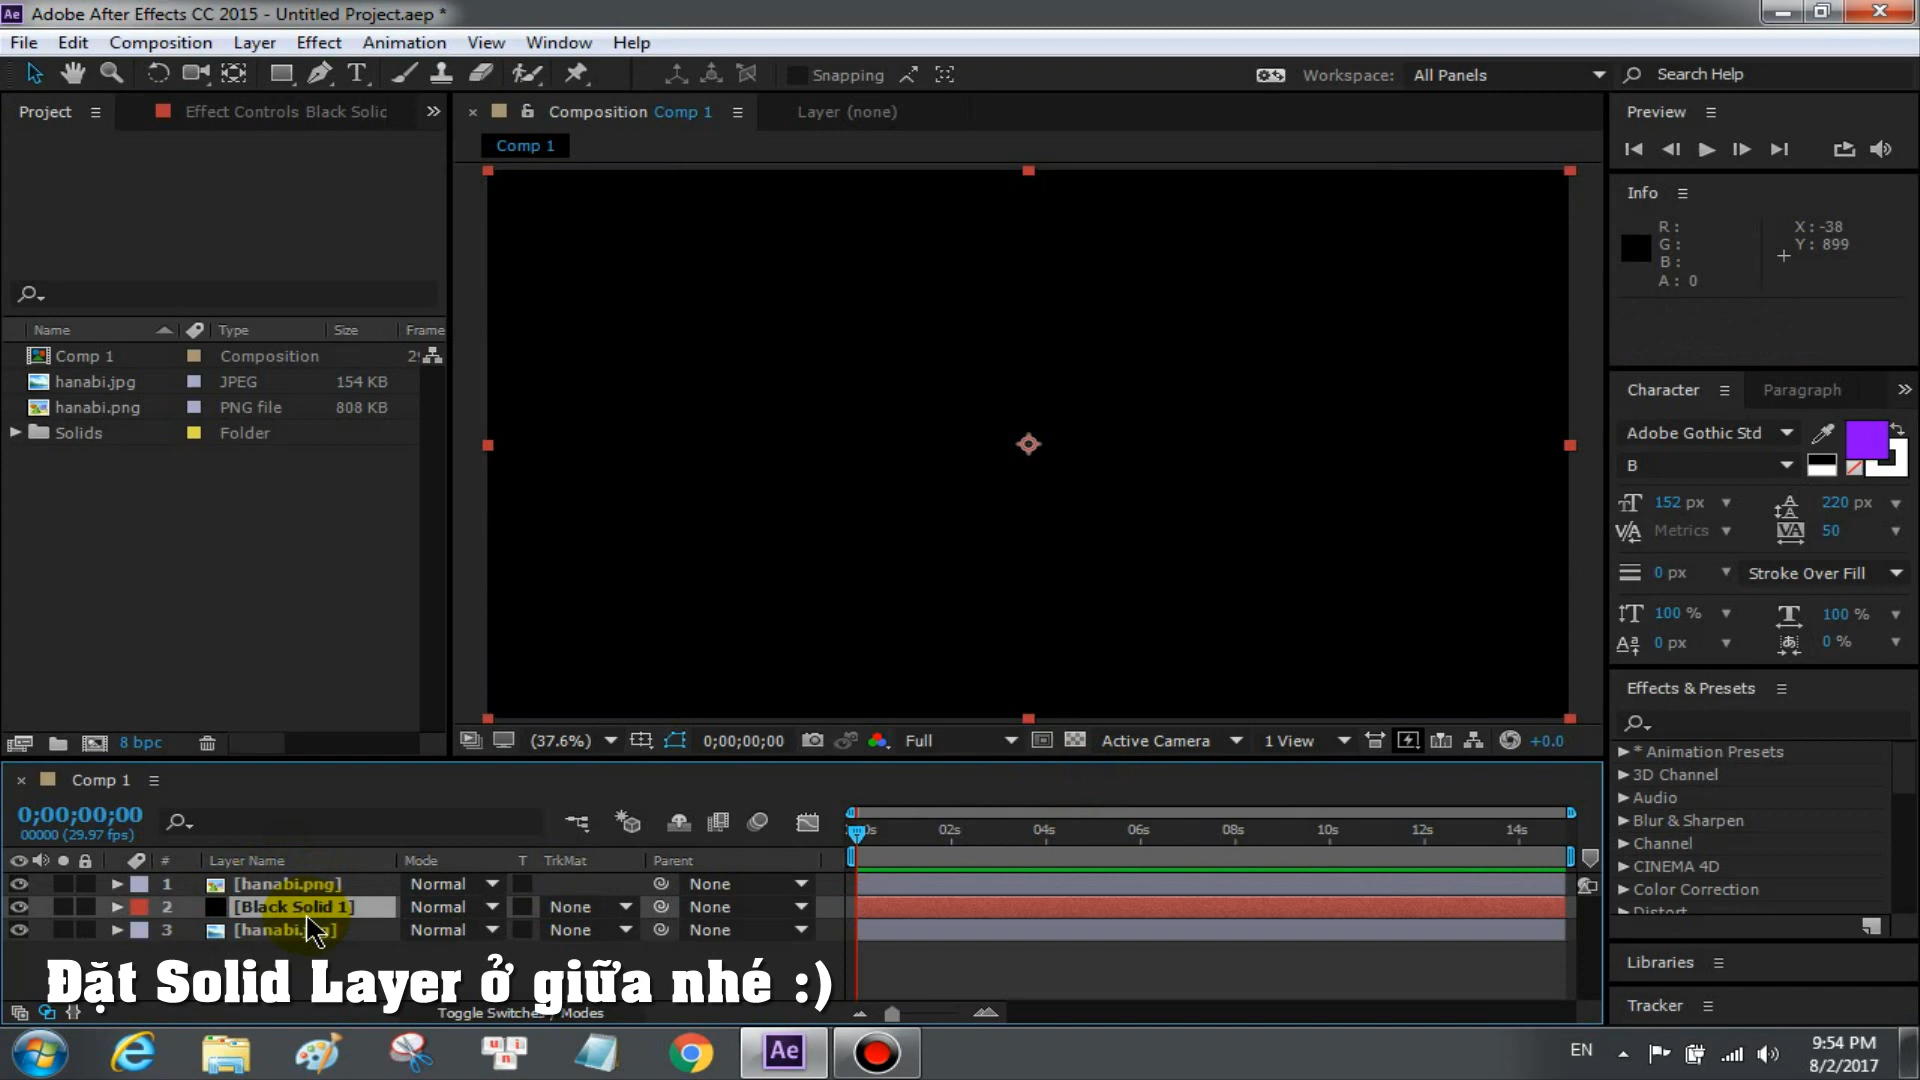 Adobe After Effects CC 2015 - Untitled Project.aep *
File Edit Composition Layer Effect Animation View Window Help
Snapping
Workspace: All Panels
Search Help
Project
Effect Controls Black Solic
Name Type Size Frame
Comp 1 Composition
hanabi.jpg JPEG 154 KB
hanabi.png PNG file 808 KB
Solids Folder
8 bpc
Composition Comp 1
Layer (none)
Comp 1
(37.6%) 0;00;00;00 Full Active Camera 1 View +0.0
Preview
Info
R :
G :
B :
A : 0
X : -38
Y : 899
Character Paragraph
Adobe Gothic Std
B
152 px 220 px
Metrics 50
0 px Stroke Over Fill
100 % 100 %
0 px 0 %
Effects & Presets
* Animation Presets
3D Channel
Audio
Blur & Sharpen
Channel
CINEMA 4D
Color Correction
Distort
Libraries
Tracker
Comp 1
0;00;00;00
00000 (29.97 fps)
02s 04s 06s 08s 10s 12s 14s
# Layer Name Mode T TrkMat Parent
1 [hanabi.png] Normal None
2 [Black Solid 1] Normal None None
3 Normal None None
Đặt Solid Layer ở giữa nhé :)
Toggle Switches / Modes
EN
9:54 PM
8/2/2017